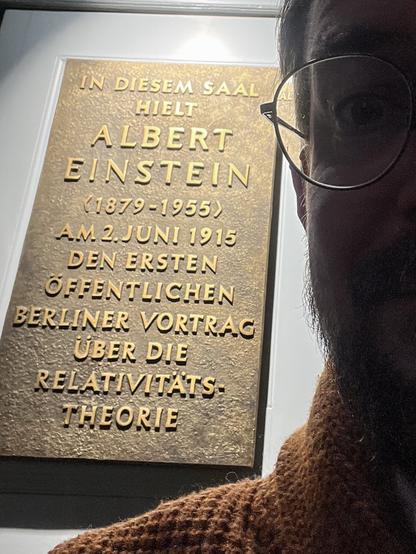 IN DIESEM SAAL
HIELT
ALBERT
EINSTEIN
(1879-1955)
AM 2. JUNI 1915
DEN ERSTEN
ÖFFENTLICHEN
BERLINER VORTRAG
ÜBER DIE
RELATIVITÄTS-
THEORIE